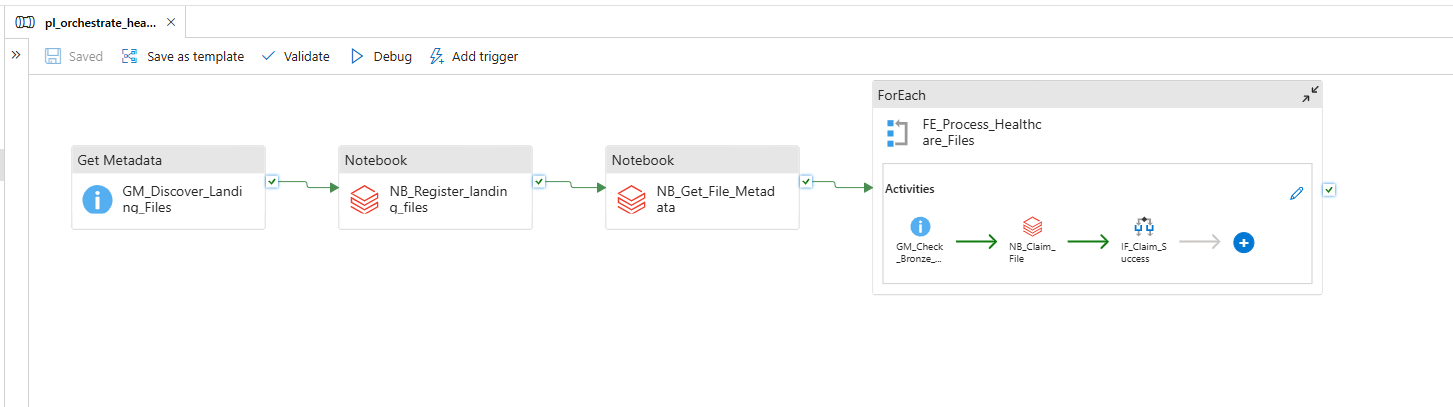 pl_orchestrate_hea...
Saved
Save as template
Validate
Debug
Add trigger
Get Metadata
GM_Discover_Landi
ng_Files
Notebook
NB_Register_landin
g_files
Notebook
NB_Get_File_Metad
ata
ForEach
FE_Process_Healthc
are_Files
Activities
GM_Check
_Bronze_...
NB_Claim_
File
IF_Claim_S
uccess